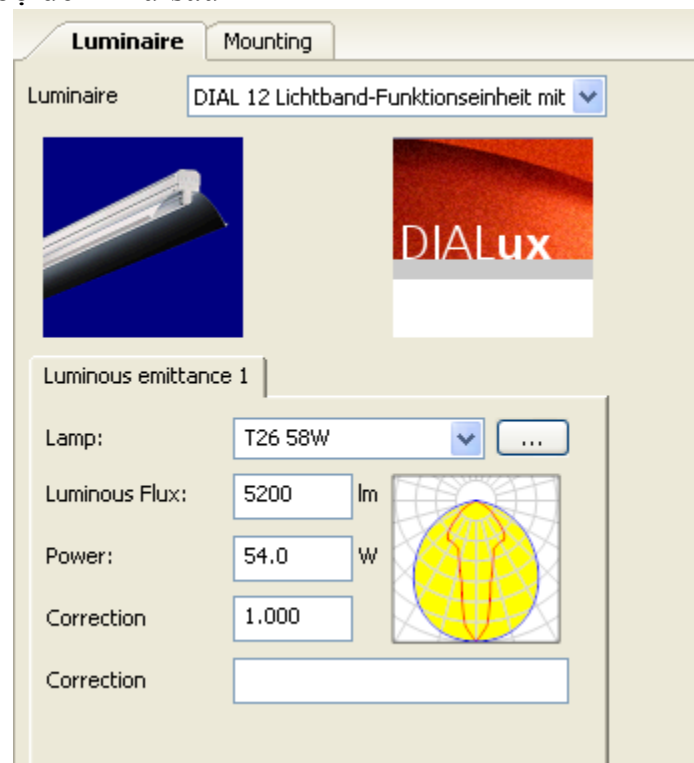 Luminaire Mounting
Luminaire DIAL 12 Lichtband-Funktionseinheit mit
DIALux
Luminous emittance 1
Lamp: T26 58W ...
Luminous Flux: 5200 lm
Power: 54.0 W
Correction 1.000
Correction